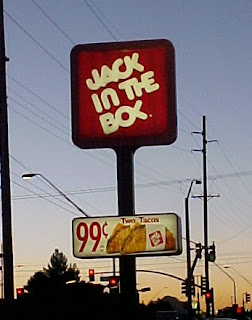 JACK
IN THE
BOX
99¢
Two Tacos